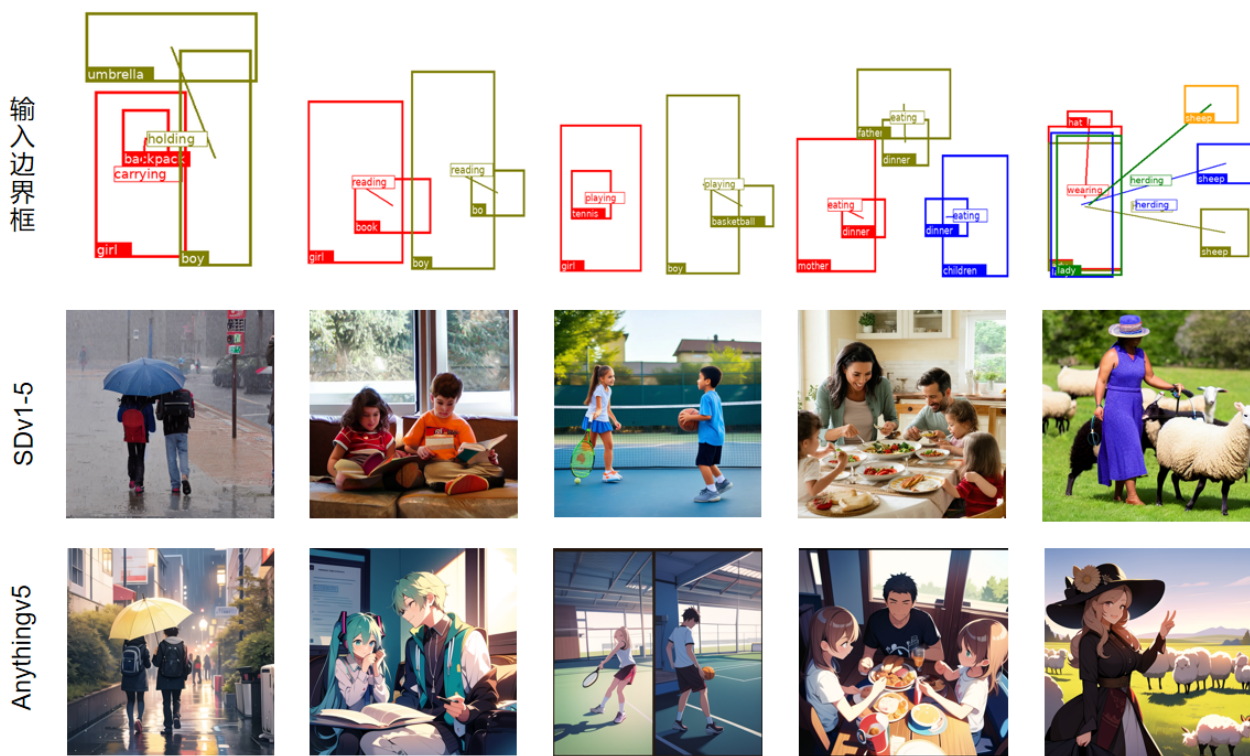 输入边界框
umbrella
holding
backpack
carrying
girl
boy
reading
reading
book
bo
girl
boy
playing
playing
tennis
basketball
girl
boy
father
eating
dinner
eating
dinner
eating
dinner
mother
children
hat
sheep
wearing
herding
sheep
herding
sheep
lady
SDv1-5
Anythingv5